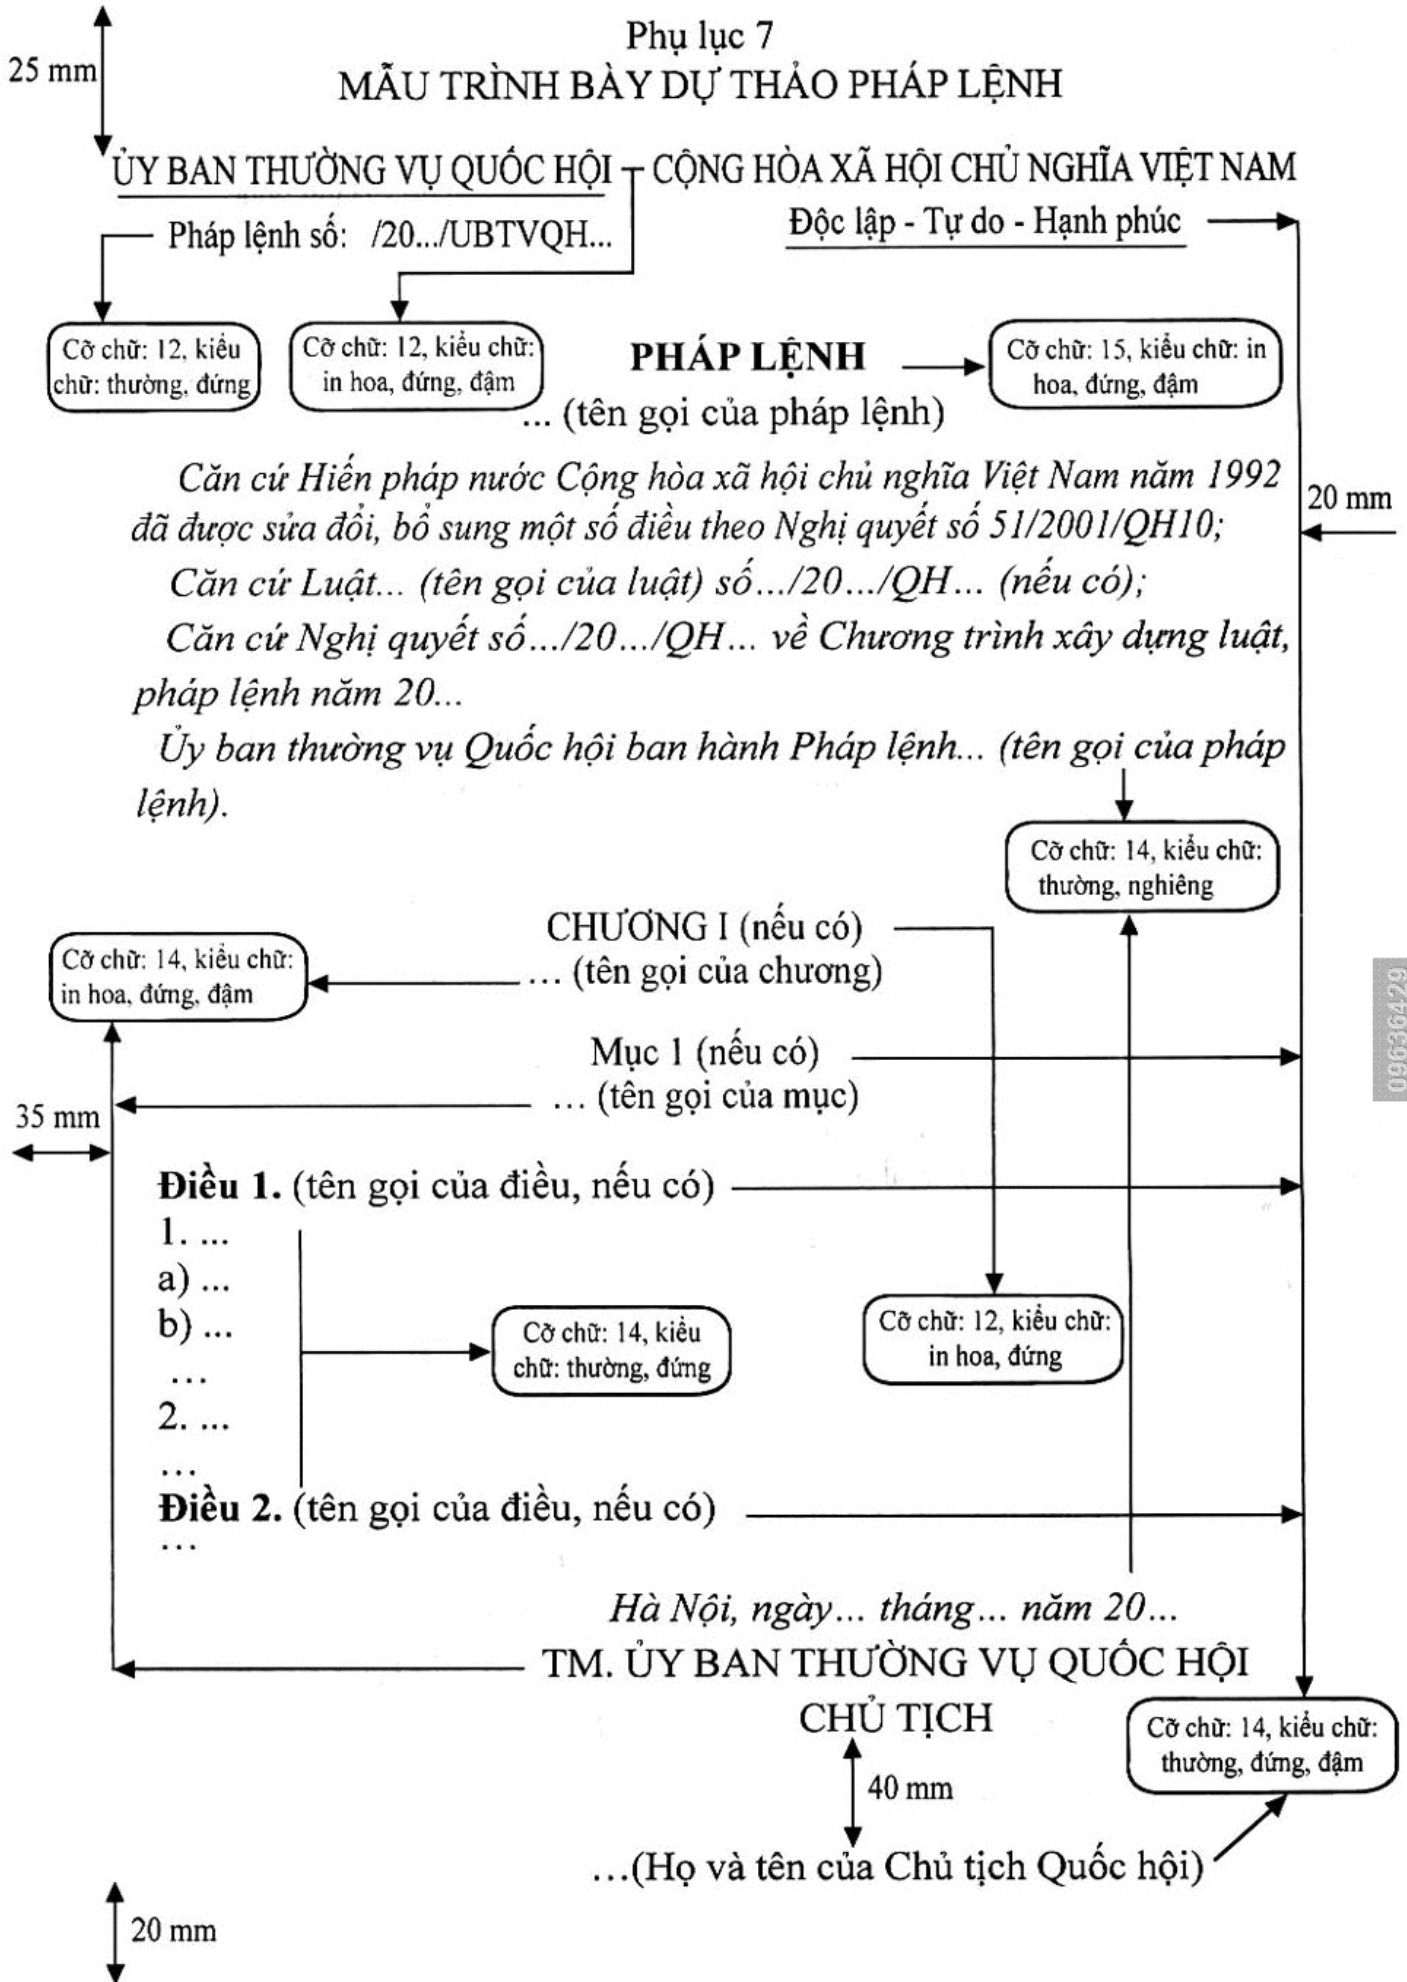 Phụ lục 7
MẪU TRÌNH BÀY DỰ THẢO PHÁP LỆNH
25 mm
ỦY BAN THƯỜNG VỤ QUỐC HỘI
CỘNG HÒA XÃ HỘI CHỦ NGHĨA VIỆT NAM
Pháp lệnh số: /20.../UBTVQH...
Độc lập - Tự do - Hạnh phúc
Cỡ chữ: 12, kiểu
chữ: thường, đứng
Cỡ chữ: 12, kiểu chữ:
in hoa, đứng, đậm
PHÁP LỆNH
Cỡ chữ: 15, kiểu chữ: in
hoa, đứng, đậm
... (tên gọi của pháp lệnh)
Căn cứ Hiến pháp nước Cộng hòa xã hội chủ nghĩa Việt Nam năm 1992
đã được sửa đổi, bổ sung một số điều theo Nghị quyết số 51/2001/QH10;
20 mm
Căn cứ Luật... (tên gọi của luật) số.../20.../QH... (nếu có);
Căn cứ Nghị quyết số.../20.../QH... về Chương trình xây dựng luật,
pháp lệnh năm 20...
Ủy ban thường vụ Quốc hội ban hành Pháp lệnh... (tên gọi của pháp
lệnh).
Cỡ chữ: 14, kiểu chữ:
thường, nghiêng
CHƯƠNG I (nếu có)
... (tên gọi của chương)
Cỡ chữ: 14, kiểu chữ:
in hoa, đứng, đậm
09636429
Mục 1 (nếu có)
... (tên gọi của mục)
35 mm
Điều 1. (tên gọi của điều, nếu có)
1. ...
a) ...
b) ...
...
2. ...
...
Cỡ chữ: 14, kiểu
chữ: thường, đứng
Cỡ chữ: 12, kiểu chữ:
in hoa, đứng
Điều 2. (tên gọi của điều, nếu có)
...
Hà Nội, ngày... tháng... năm 20...
TM. ỦY BAN THƯỜNG VỤ QUỐC HỘI
CHỦ TỊCH
Cỡ chữ: 14, kiểu chữ:
thường, đứng, đậm
40 mm
...(Họ và tên của Chủ tịch Quốc hội)
20 mm